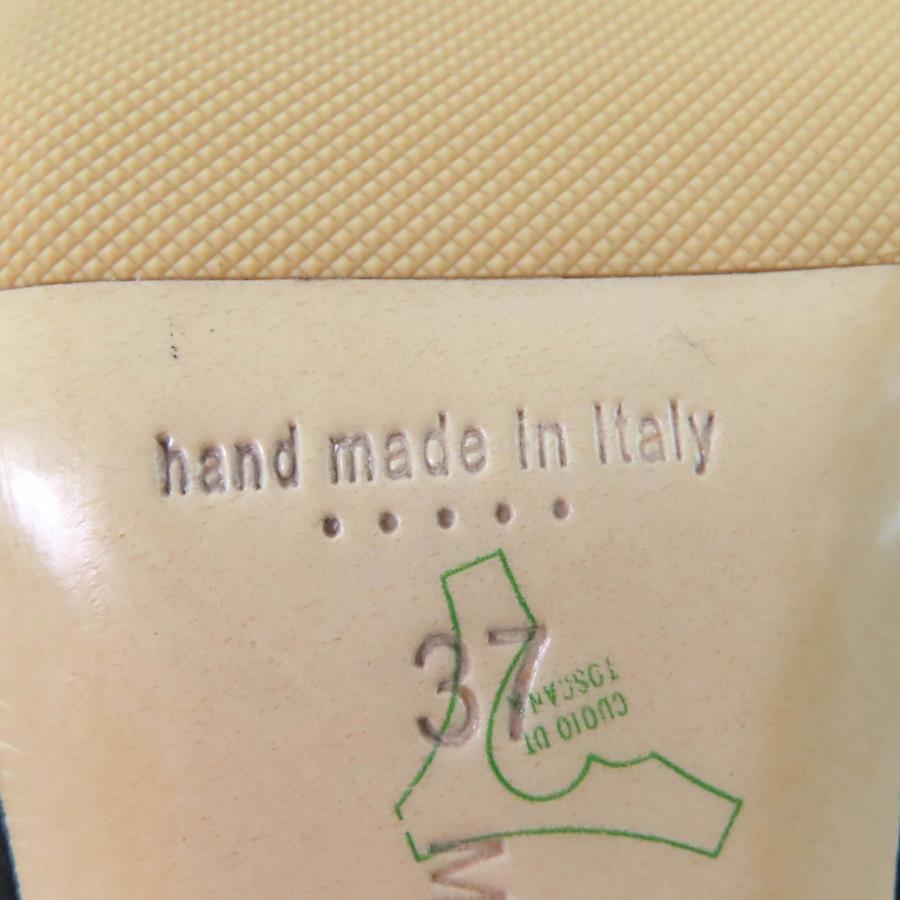 hand made in Italy
37
CUOIO DI
TOSCANA
M